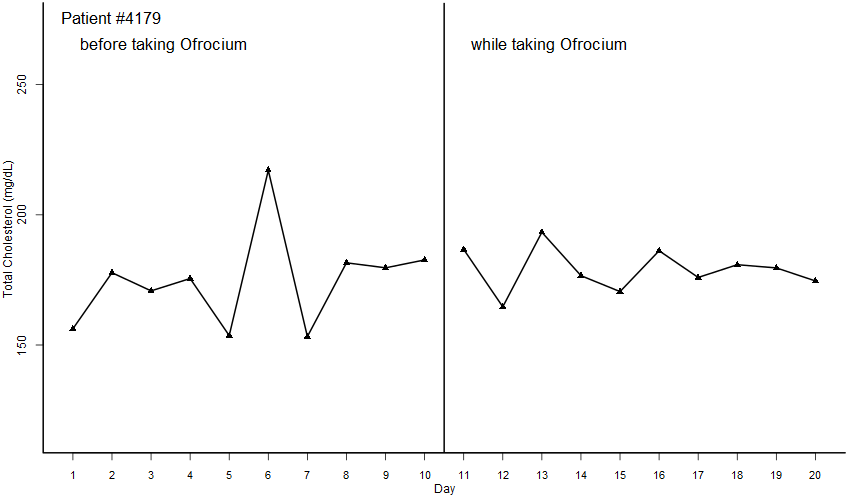 Patient #4179
before taking Ofrocium
while taking Ofrocium
Total Cholesterol (mg/dL)
250
200
150
1 2 3 4 5 6 7 8 9 10 11 12 13 14 15 16 17 18 19 20
Day